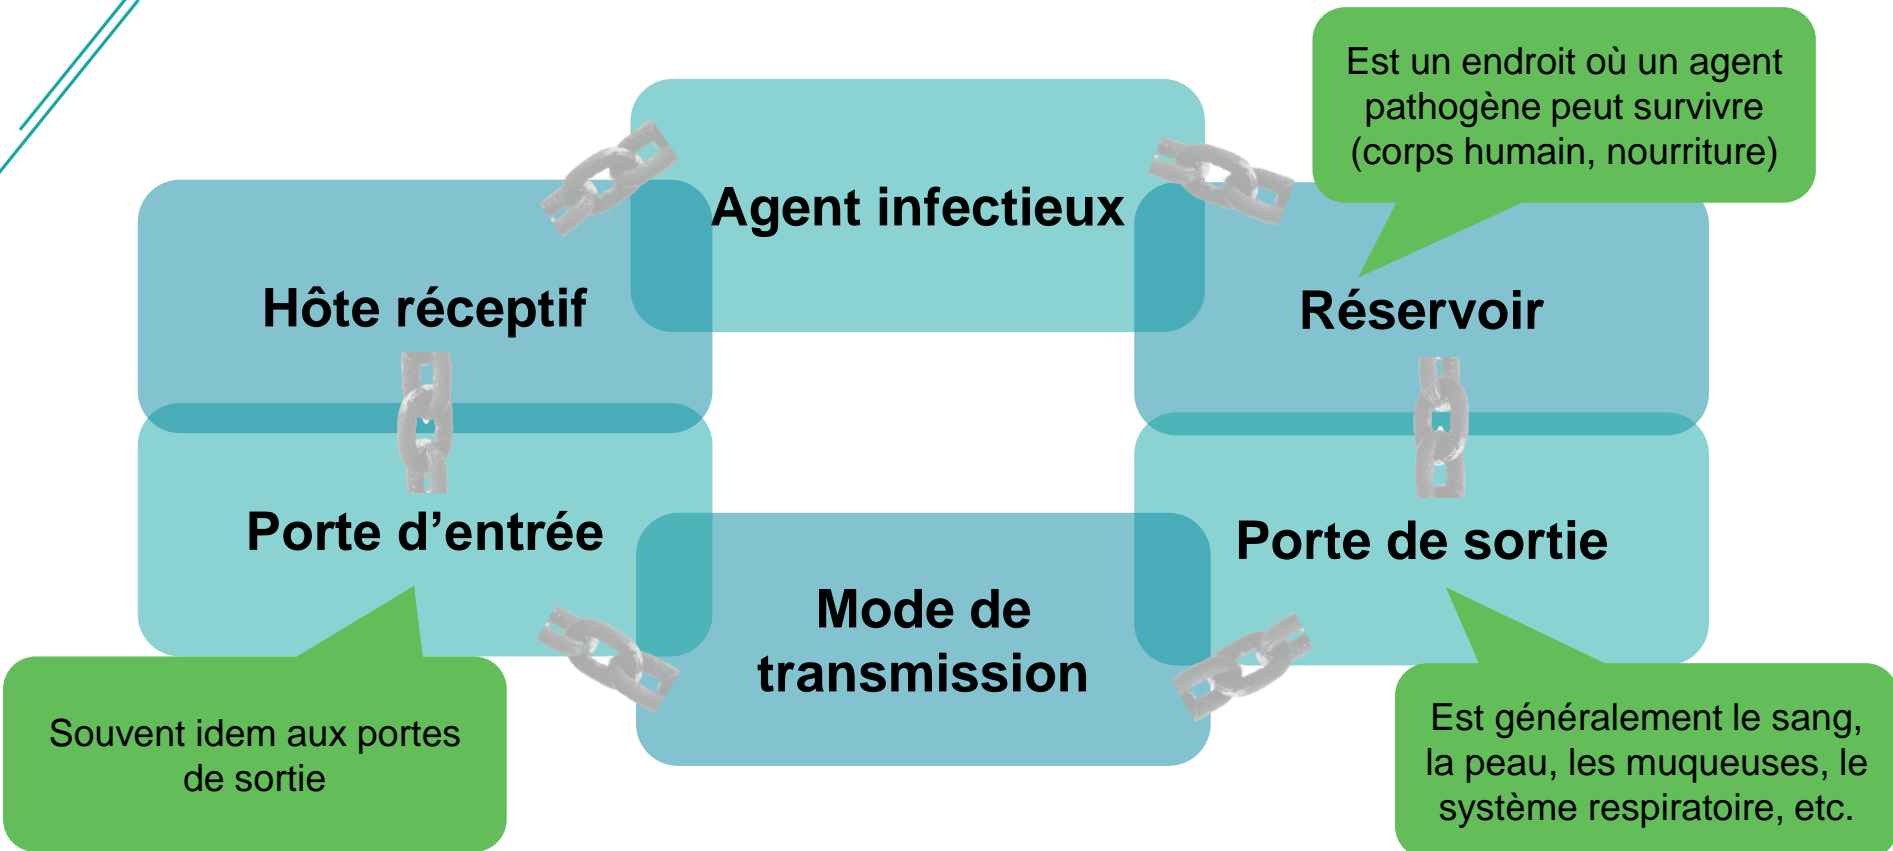 Est un endroit où un agent
pathogène peut survivre
(corps humain, nourriture)
Agent infectieux
Hôte réceptif
Réservoir
Porte d’entrée
Porte de sortie
Mode de
transmission
Souvent idem aux portes
de sortie
Est généralement le sang,
la peau, les muqueuses, le
système respiratoire, etc.